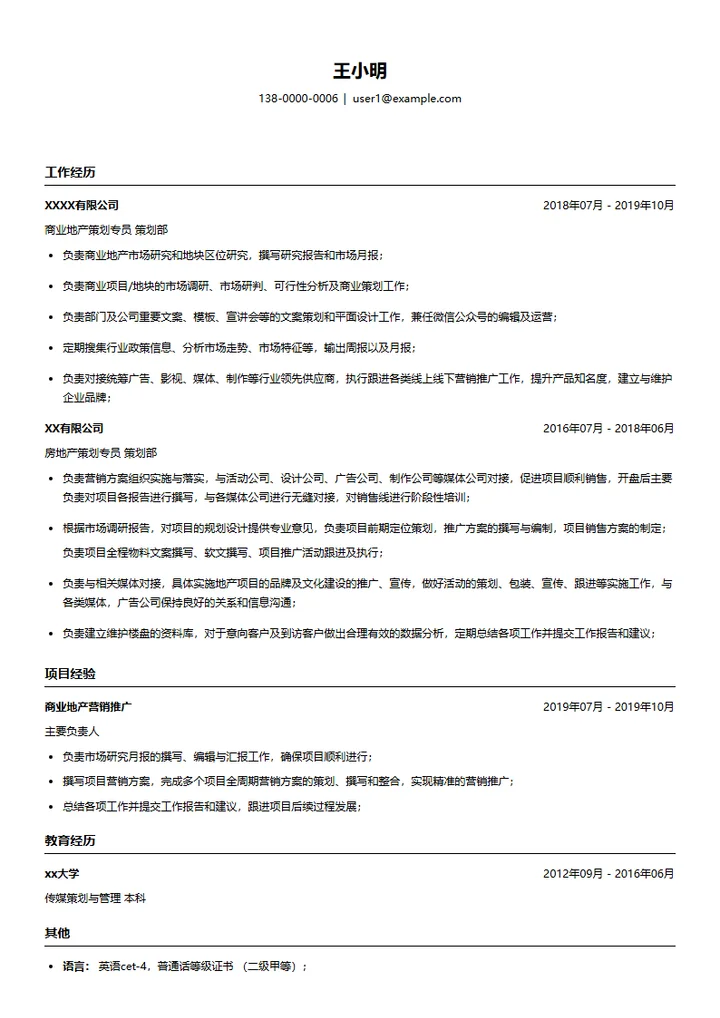 王小明
138-0000-0006 | user1@example.com
工作经历
XXXX有限公司 2018年07月 - 2019年10月
商业地产策划专员 策划部
• 负责商业地产市场研究和地块区位研究，撰写研究报告和市场月报；
• 负责商业项目/地块的市场调研、市场研判、可行性分析及商业策划工作；
• 负责部门及公司重要文案、模板、宣讲会等的文案策划和平面设计工作，兼任微信公众号的编辑及运营；
• 定期搜集行业政策信息、分析市场走势、市场特征等，输出周报以及月报；
• 负责对接统筹广告、影视、媒体、制作等行业领先供应商，执行跟进各类线上线下营销推广工作，提升产品知名度，建立与维护
企业品牌；
XX有限公司 2016年07月 - 2018年06月
房地产策划专员 策划部
• 负责营销方案组织实施与落实，与活动公司、设计公司、广告公司、制作公司等媒体公司对接，促进项目顺利销售，开盘后主要
负责对项目各报告进行撰写，与各媒体公司进行无缝对接，对销售线进行阶段性培训；
• 根据市场调研报告，对项目的规划设计提供专业意见，负责项目前期定位策划，推广方案的撰写与编制，项目销售方案的制定；
负责项目全程物料文案撰写、软文撰写、项目推广活动跟进及执行；
• 负责与相关媒体对接，具体实施地产项目的品牌及文化建设的推广、宣传，做好活动的策划、包装、宣传、跟进等实施工作，与
各类媒体，广告公司保持良好的关系和信息沟通；
• 负责建立维护楼盘的资料库，对于意向客户及到访客户做出合理有效的数据分析，定期总结各项工作并提交工作报告和建议；
项目经验
商业地产营销推广 2019年07月 - 2019年10月
主要负责人
• 负责市场研究月报的撰写、编辑与汇报工作，确保项目顺利进行；
• 撰写项目营销方案，完成多个项目全周期营销方案的策划、撰写和整合，实现精准的营销推广；
• 总结各项工作并提交工作报告和建议，跟进项目后续过程发展；
教育经历
xx大学 2012年09月 - 2016年06月
传媒策划与管理 本科
其他
• 语言： 英语cet-4，普通话等级证书 （二级甲等）；